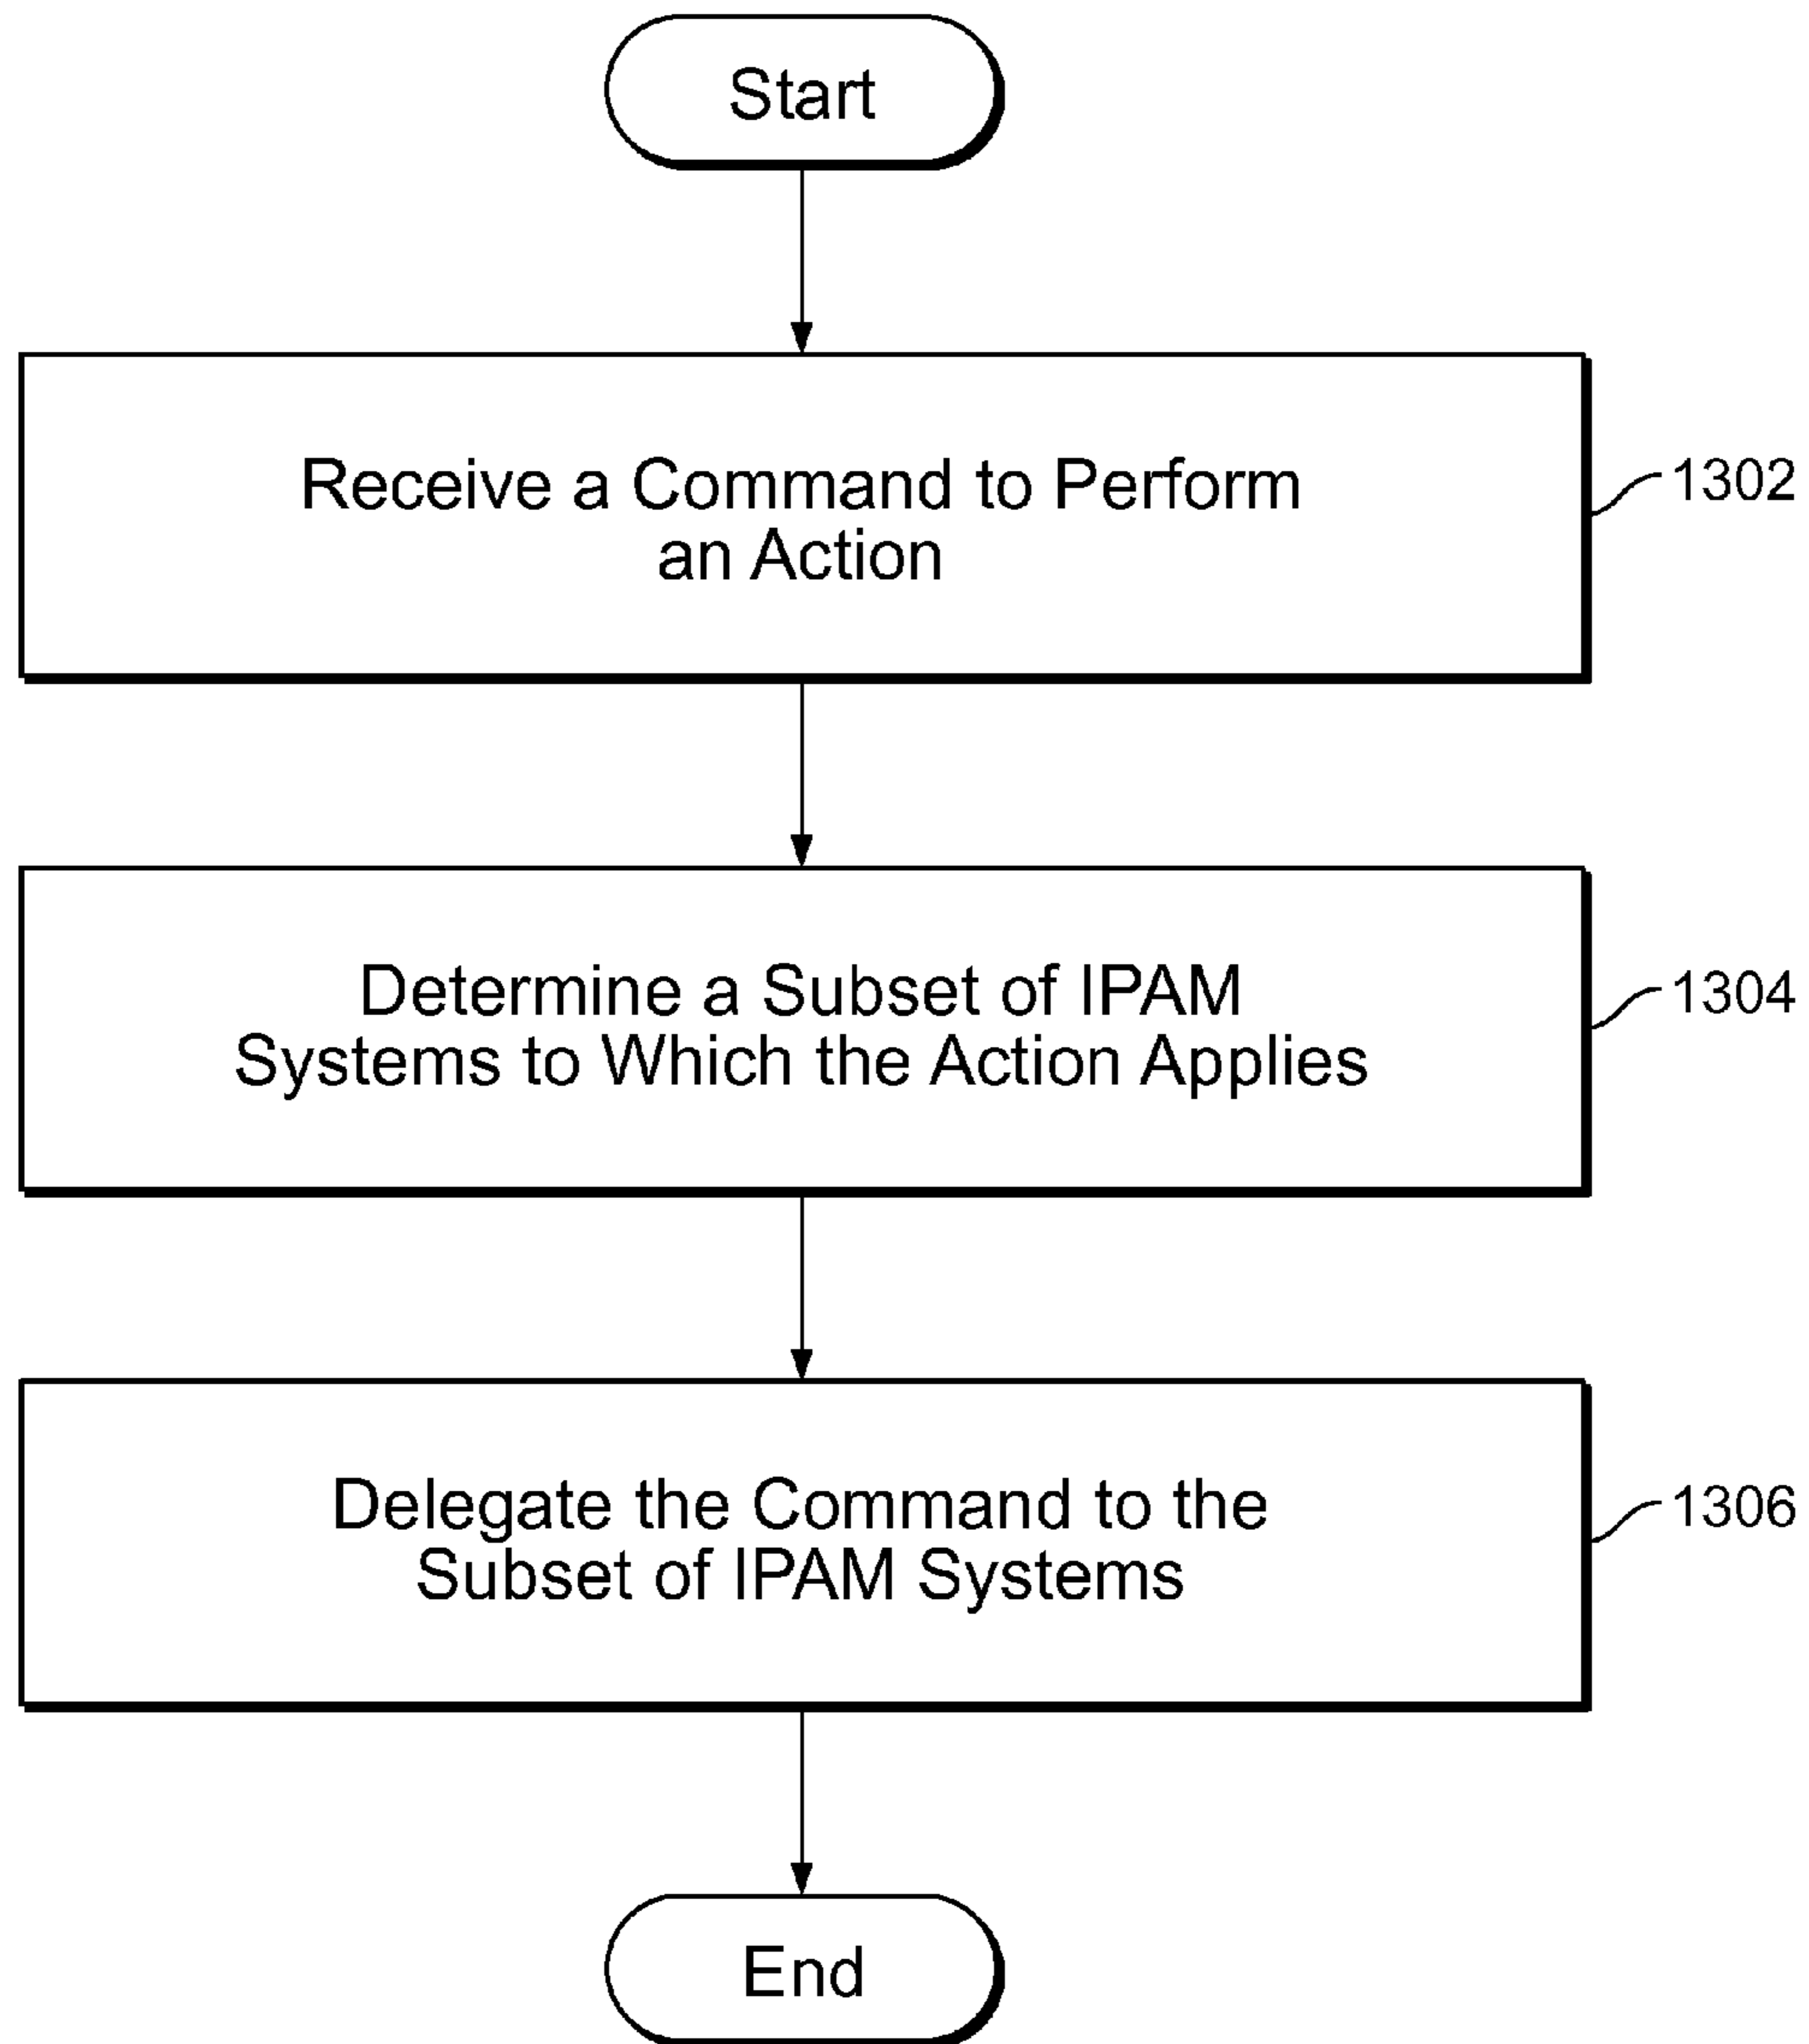 Start
Receive a Command to Perform
an Action
1302
Determine a Subset of IPAM
Systems to Which the Action Applies
1304
Delegate the Command to the
Subset of IPAM Systems
1306
End